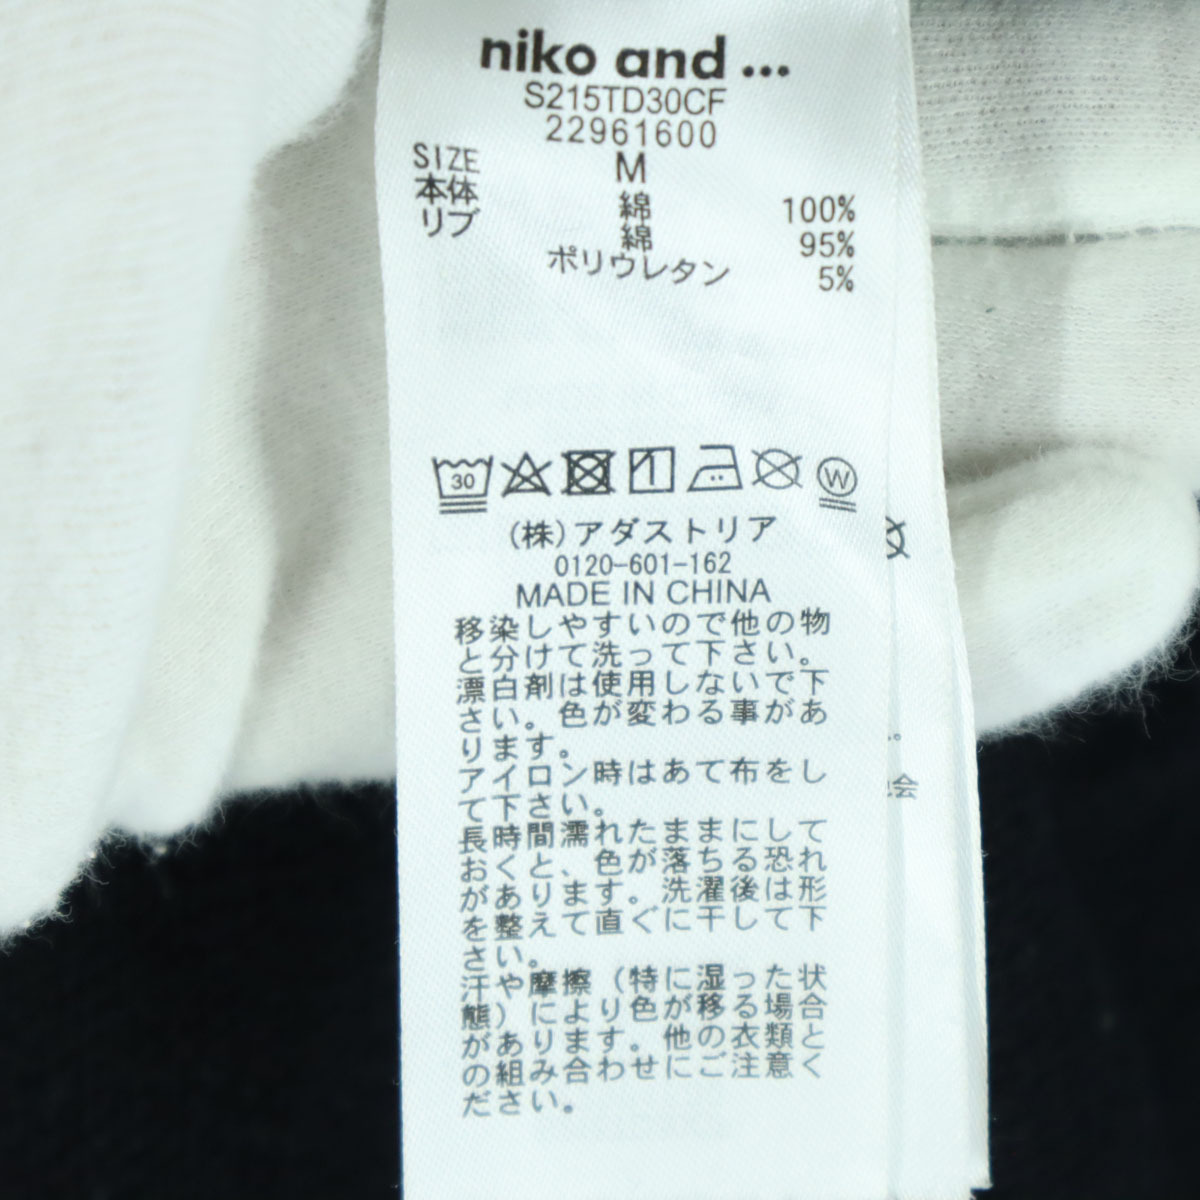 niko and ...
S215TD30CF
22961600
SIZE M
本体 綿 100%
リブ 綿 95%
ポリウレタン 5%
30 W
(株)アダストリア
0120-601-162
MADE IN CHINA
移染しやすいので他の物
と分けて洗って下さい。
漂白剤は使用しないで下
さい。色が変わる事があ
ります。
アイロン時はあて布をし
て下さい。
長時間濡れたままにして
おくと、色が落ちる恐れ
があります。洗濯後は形
を整えて直ぐに干して下
さい。
汗や摩擦(特に湿った状
態)により色が移る場合
があります。他の衣類と
の組み合わせにご注意く
ださい。
会